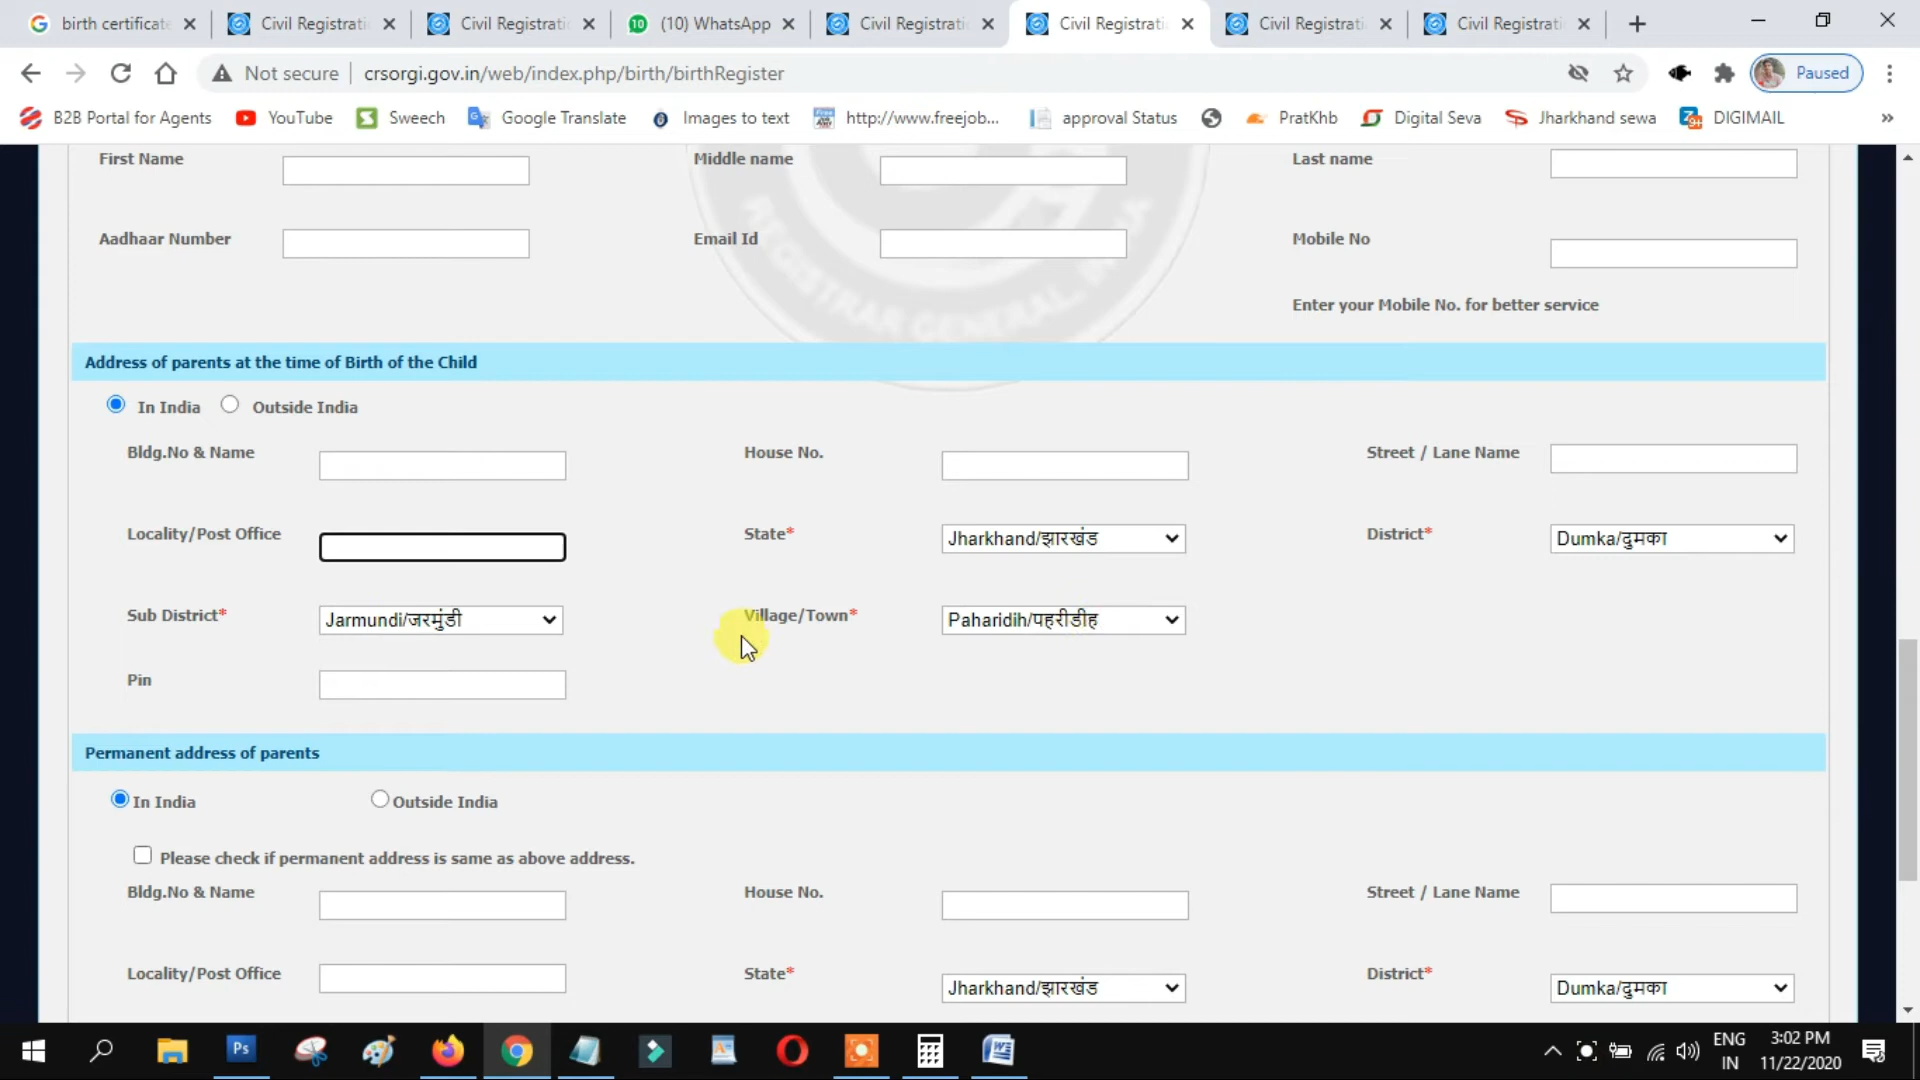 birth certificate
Civil Registrati
Civil Registrati
(10) WhatsApp
Civil Registrati
Civil Registrati
Civil Registrati
Civil Registrati
Not secure
crsorgi.gov.in/web/index.php/birth/birthRegister
Paused
B2B Portal for Agents
YouTube
Sweech
Google Translate
Images to text
http://www.freejob...
approval Status
PratKhb
Digital Seva
Jharkhand sewa
DIGIMAIL
First Name
Middle name
Last name
Aadhaar Number
Email Id
Mobile No
Enter your Mobile No. for better service
REGISTRAR GENERAL, INDIA
Address of parents at the time of Birth of the Child
In India
Outside India
Bldg.No & Name
House No.
Street / Lane Name
Locality/Post Office
State*
Jharkhand/झारखंड
District*
Dumka/दुमका
Sub District*
Jarmundi/जरमुंडी
Village/Town*
Paharidih/पहरीडीह
Pin
Permanent address of parents
In India
Outside India
Please check if permanent address is same as above address.
Bldg.No & Name
House No.
Street / Lane Name
Locality/Post Office
State*
Jharkhand/झारखंड
District*
Dumka/दुमका
Ps
ENG
IN
3:02 PM
11/22/2020